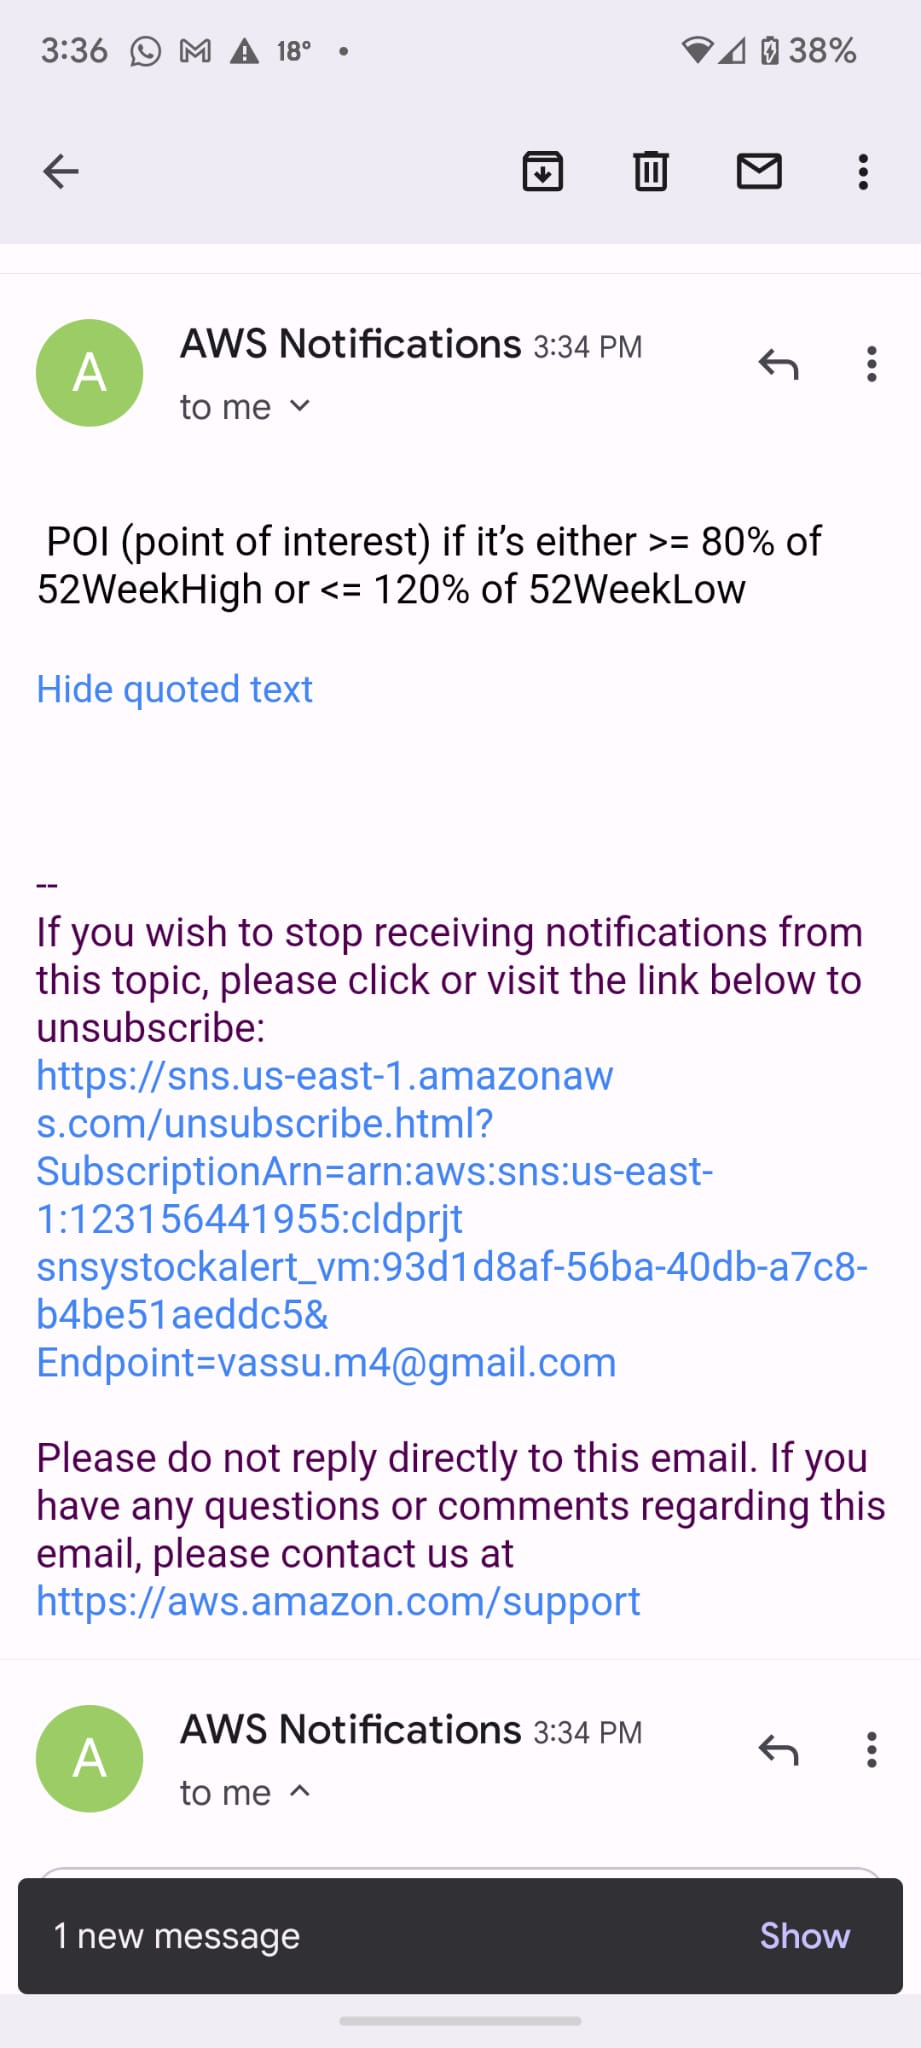 3:36 18° 38%
AWS Notifications 3:34 PM
A
to me
POI (point of interest) if it’s either >= 80% of
52WeekHigh or <= 120% of 52WeekLow
Hide quoted text
--
If you wish to stop receiving notifications from
this topic, please click or visit the link below to
unsubscribe:
https://sns.us-east-1.amazonaw
s.com/unsubscribe.html?
SubscriptionArn=arn:aws:sns:us-east-
1:123156441955:cldprjt
snsystockalert_vm:93d1d8af-56ba-40db-a7c8-
b4be51aeddc5&
Endpoint=vassu.m4@gmail.com
Please do not reply directly to this email. If you
have any questions or comments regarding this
email, please contact us at
https://aws.amazon.com/support
AWS Notifications 3:34 PM
A
to me
1 new message Show